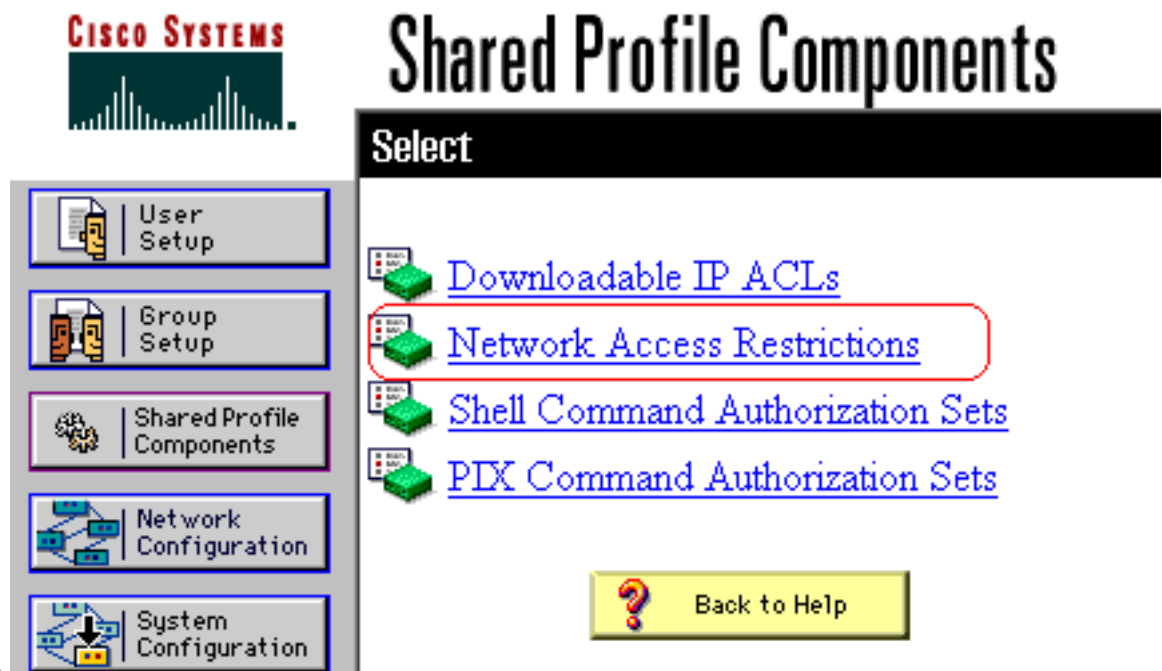 CISCO SYSTEMS
Shared Profile Components
Select
User
Setup
Group
Setup
Shared Profile
Components
Network
Configuration
System
Configuration
Downloadable IP ACLs
Network Access Restrictions
Shell Command Authorization Sets
PIX Command Authorization Sets
Back to Help